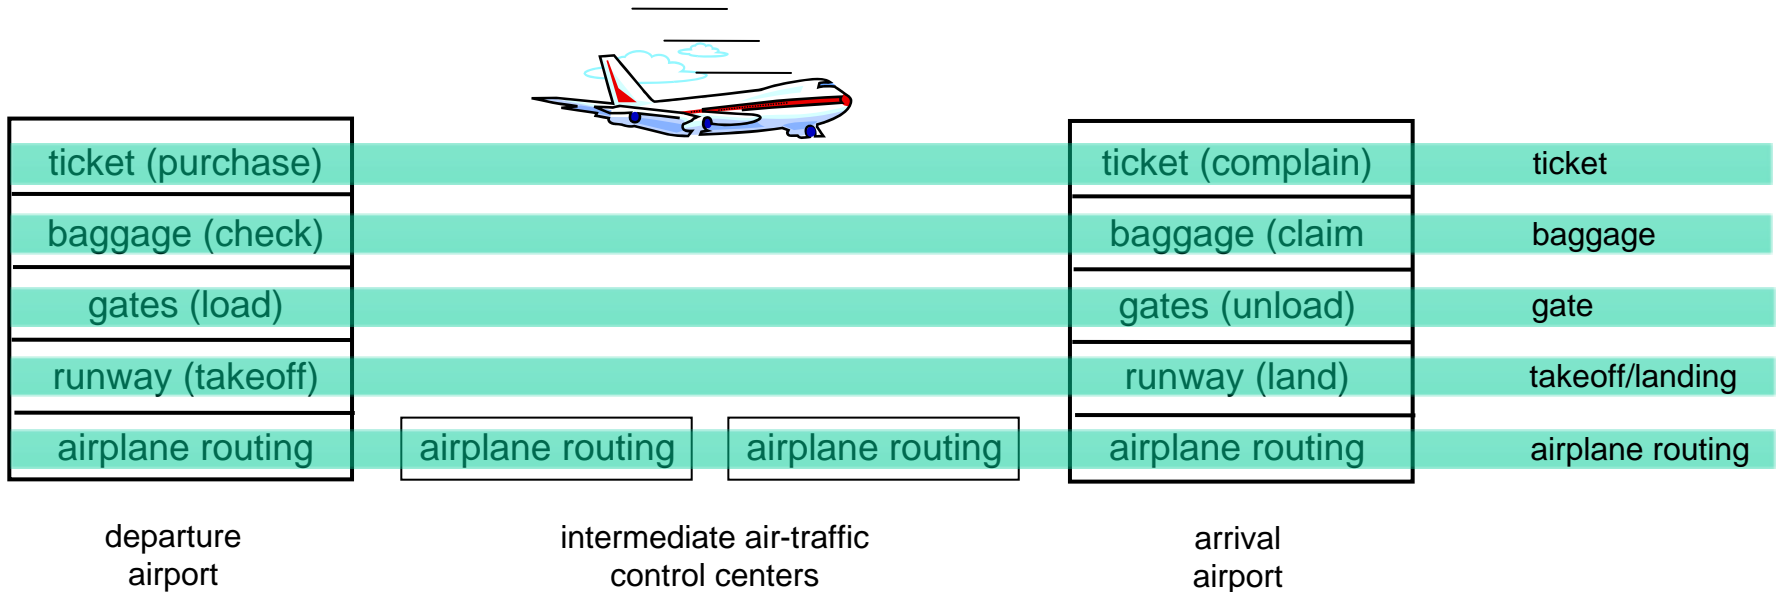 ticket (purchase) ticket (complain) ticket
baggage (check) baggage (claim baggage
gates (load) gates (unload) gate
runway (takeoff) runway (land) takeoff/landing
airplane routing airplane routing airplane routing airplane routing airplane routing
departure
airport
intermediate air-traffic
control centers
arrival
airport